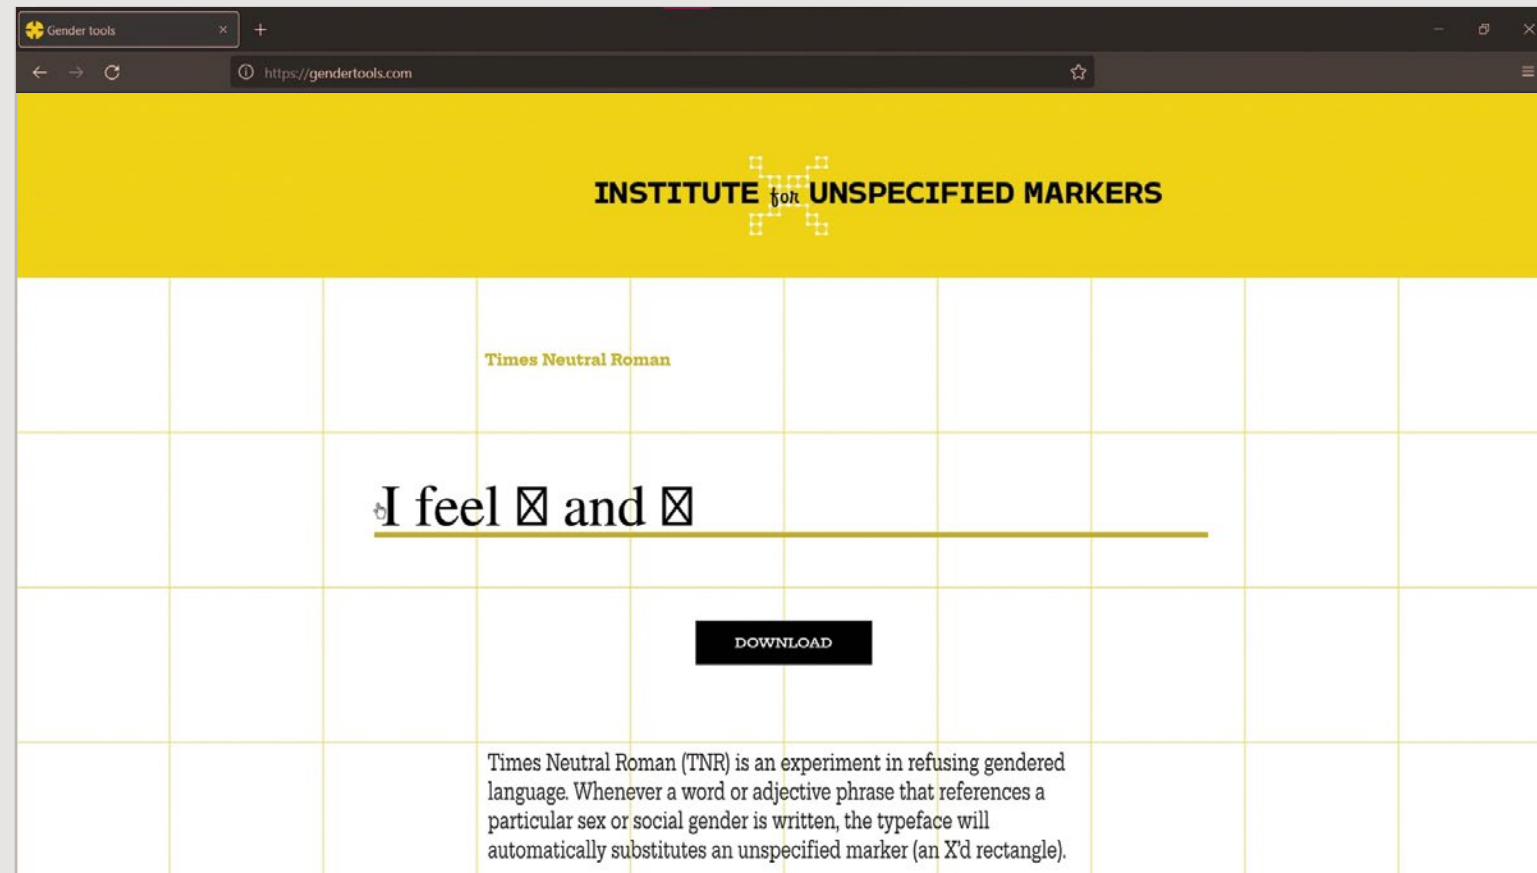 Gender tools
https://gendertools.com
INSTITUTE for UNSPECIFIED MARKERS
Times Neutral Roman
I feel ☒ and ☒
DOWNLOAD
Times Neutral Roman (TNR) is an experiment in refusing gendered
language. Whenever a word or adjective phrase that references a
particular sex or social gender is written, the typeface will
automatically substitutes an unspecified marker (an X'd rectangle).